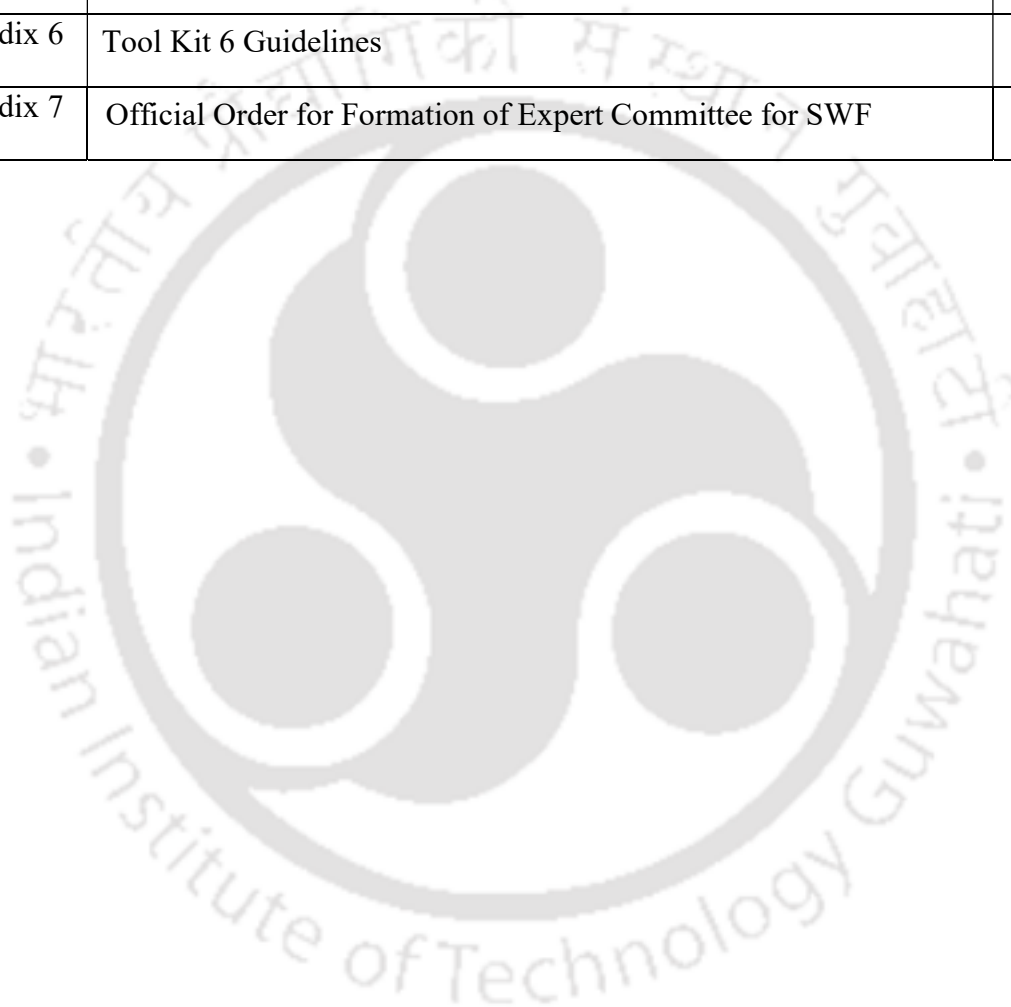 dix 6 Tool Kit 6 Guidelines
dix 7 Official Order for Formation of Expert Committee for SWF
भारतीय प्रौद्योगिकी संस्थान गुवाहाटी
• Indian Institute of Technology Guwahati •